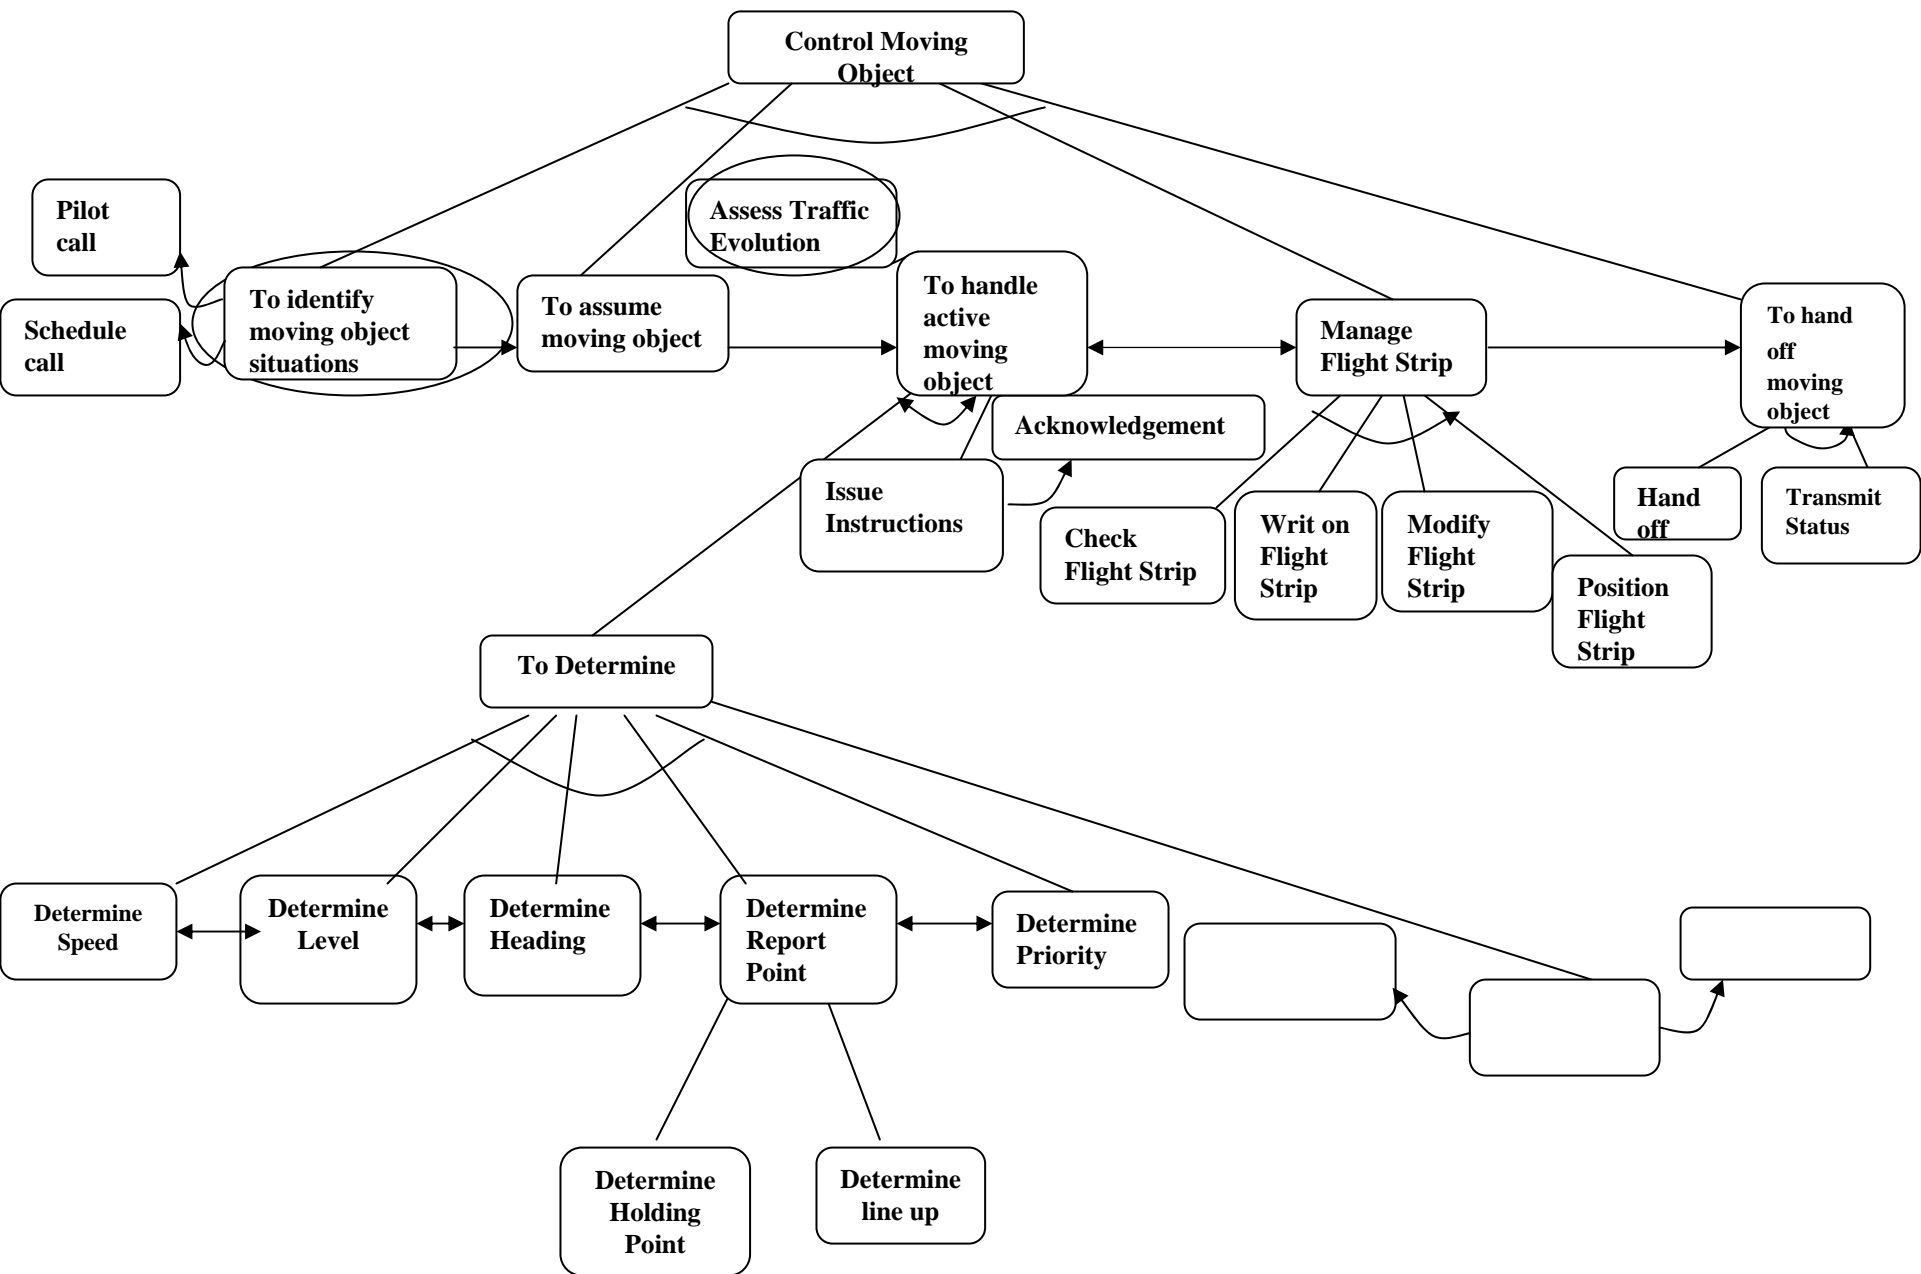 Control Moving
Object
Pilot
call
Assess Traffic
Evolution
Schedule
call
To identify
moving object
situations
To assume
moving object
To handle
active
moving
object
Manage
Flight Strip
To hand
off
moving
object
Acknowledgement
Issue
Instructions
Check
Flight Strip
Writ on
Flight
Strip
Modify
Flight
Strip
Position
Flight
Strip
Hand
off
Transmit
Status
To Determine
Determine
Speed
Determine
Level
Determine
Heading
Determine
Report
Point
Determine
Priority
Determine
Holding
Point
Determine
line up